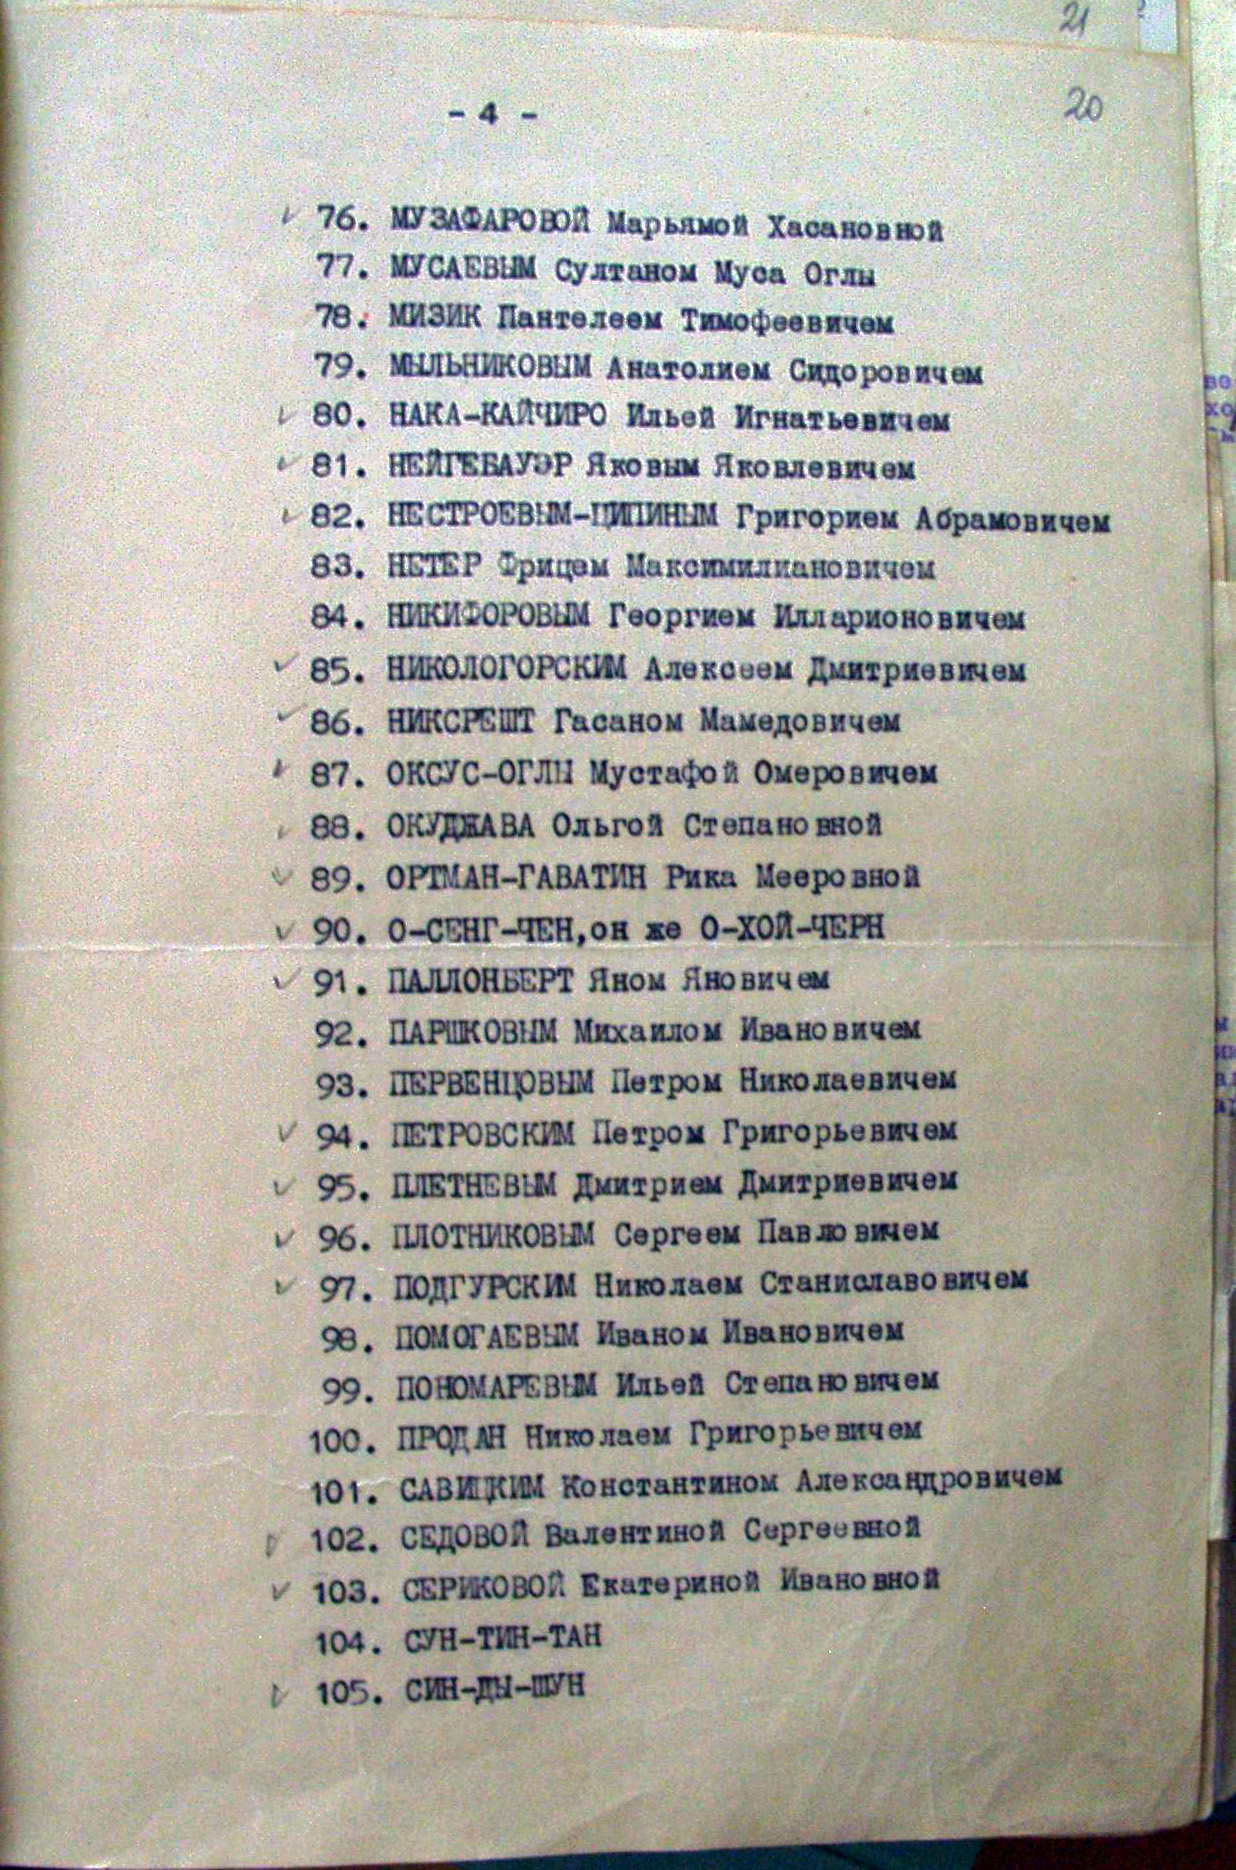 21
- 4 -
20
76. МУЗАФАРОВОЙ Марьямой Хасановной
77. МУСАЕВЫМ Султаном Муса Оглы
78. МИЗИК Пантелеем Тимофеевичем
79. МЫЛЬНИКОВЫМ Анатолием Сидоровичем
80. НАКА-КАЙЧИРО Ильей Игнатьевичем
81. НЕЙГЕБАУЭР Яковым Яковлевичем
82. НЕСТРОЕВЫМ-ЦИПИНЫМ Григорием Абрамовичем
83. НЕТЕР Фрицем Максимилиановичем
84. НИКИФОРОВЫМ Георгием Илларионовичем
85. НИКОЛОГОРСКИМ Алексеем Дмитриевичем
86. НИКСРЕШТ Гасаном Мамедовичем
87. ОКСУС-ОГЛЫ Мустафой Омеровичем
88. ОКУДЖАВА Ольгой Степановной
89. ОРТМАН-ГАВАТИН Рика Мееровной
90. О-СЕНГ-ЧЕН,он же О-ХОЙ-ЧЕРН
91. ПАЛЛОНБЕРТ Яном Яновичем
92. ПАРШКОВЫМ Михаилом Ивановичем
93. ПЕРВЕНЦОВЫМ Петром Николаевичем
94. ПЕТРОВСКИМ Петром Григорьевичем
95. ПЛЕТНЕВЫМ Дмитрием Дмитриевичем
96. ПЛОТНИКОВЫМ Сергеем Павловичем
97. ПОДГУРСКИМ Николаем Станиславовичем
98. ПОМОГАЕВЫМ Иваном Ивановичем
99. ПОНОМАРЕВЫМ Ильей Степановичем
100. ПРОДАН Николаем Григорьевичем
101. САВИЦКИМ Константином Александровичем
102. СЕДОВОЙ Валентиной Сергеевной
103. СЕРИКОВОЙ Екатериной Ивановной
104. СУН-ТИН-ТАН
105. СИН-ДЫ-ШУН